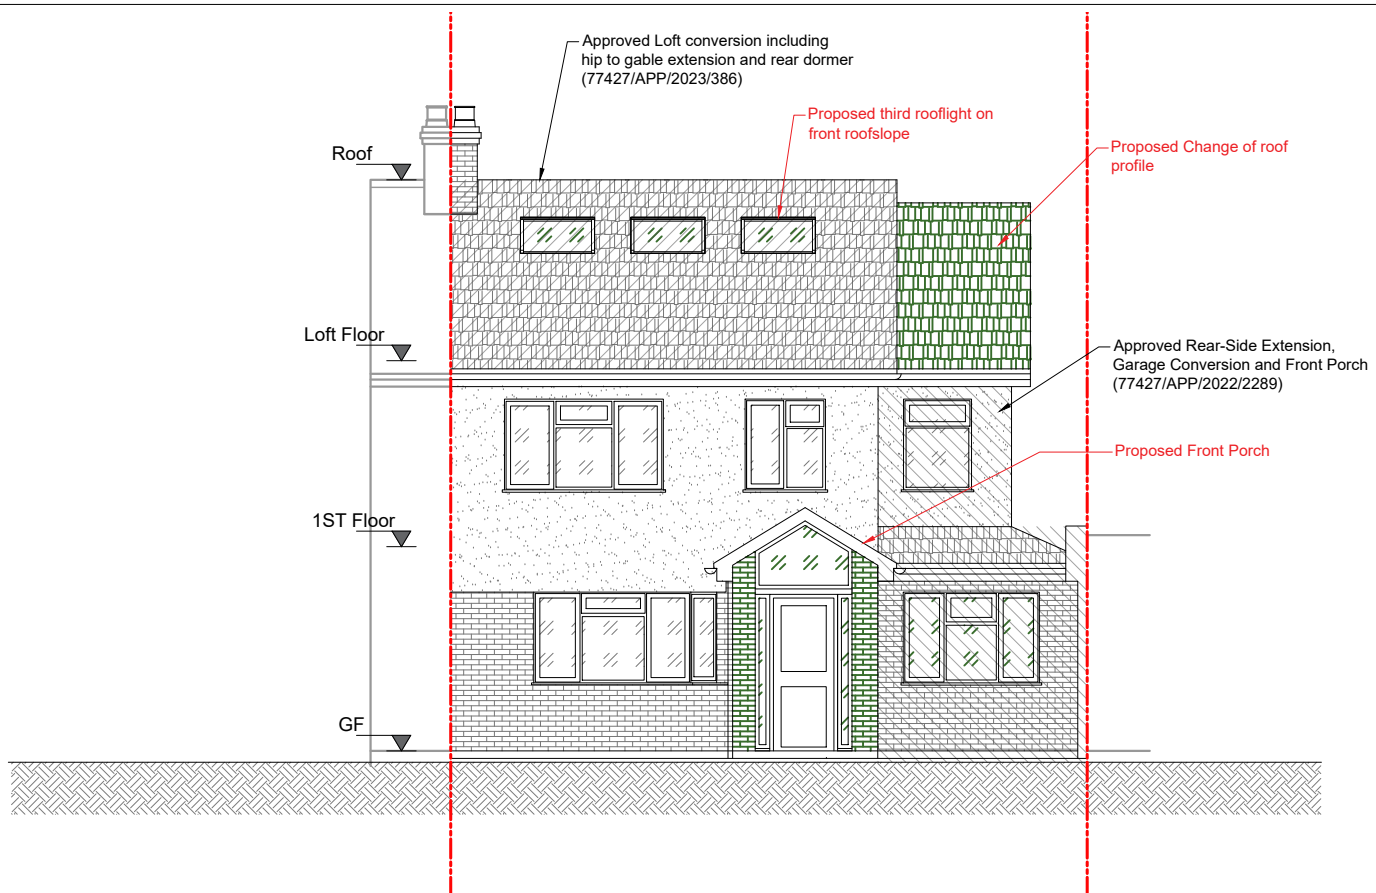 Approved Loft conversion including
hip to gable extension and rear dormer
(77427/APP/2023/386)
Proposed third rooflight on
front roofslope
Proposed Change of roof
profile
Roof
Loft Floor
Approved Rear-Side Extension,
Garage Conversion and Front Porch
(77427/APP/2022/2289)
Proposed Front Porch
1ST Floor
GF